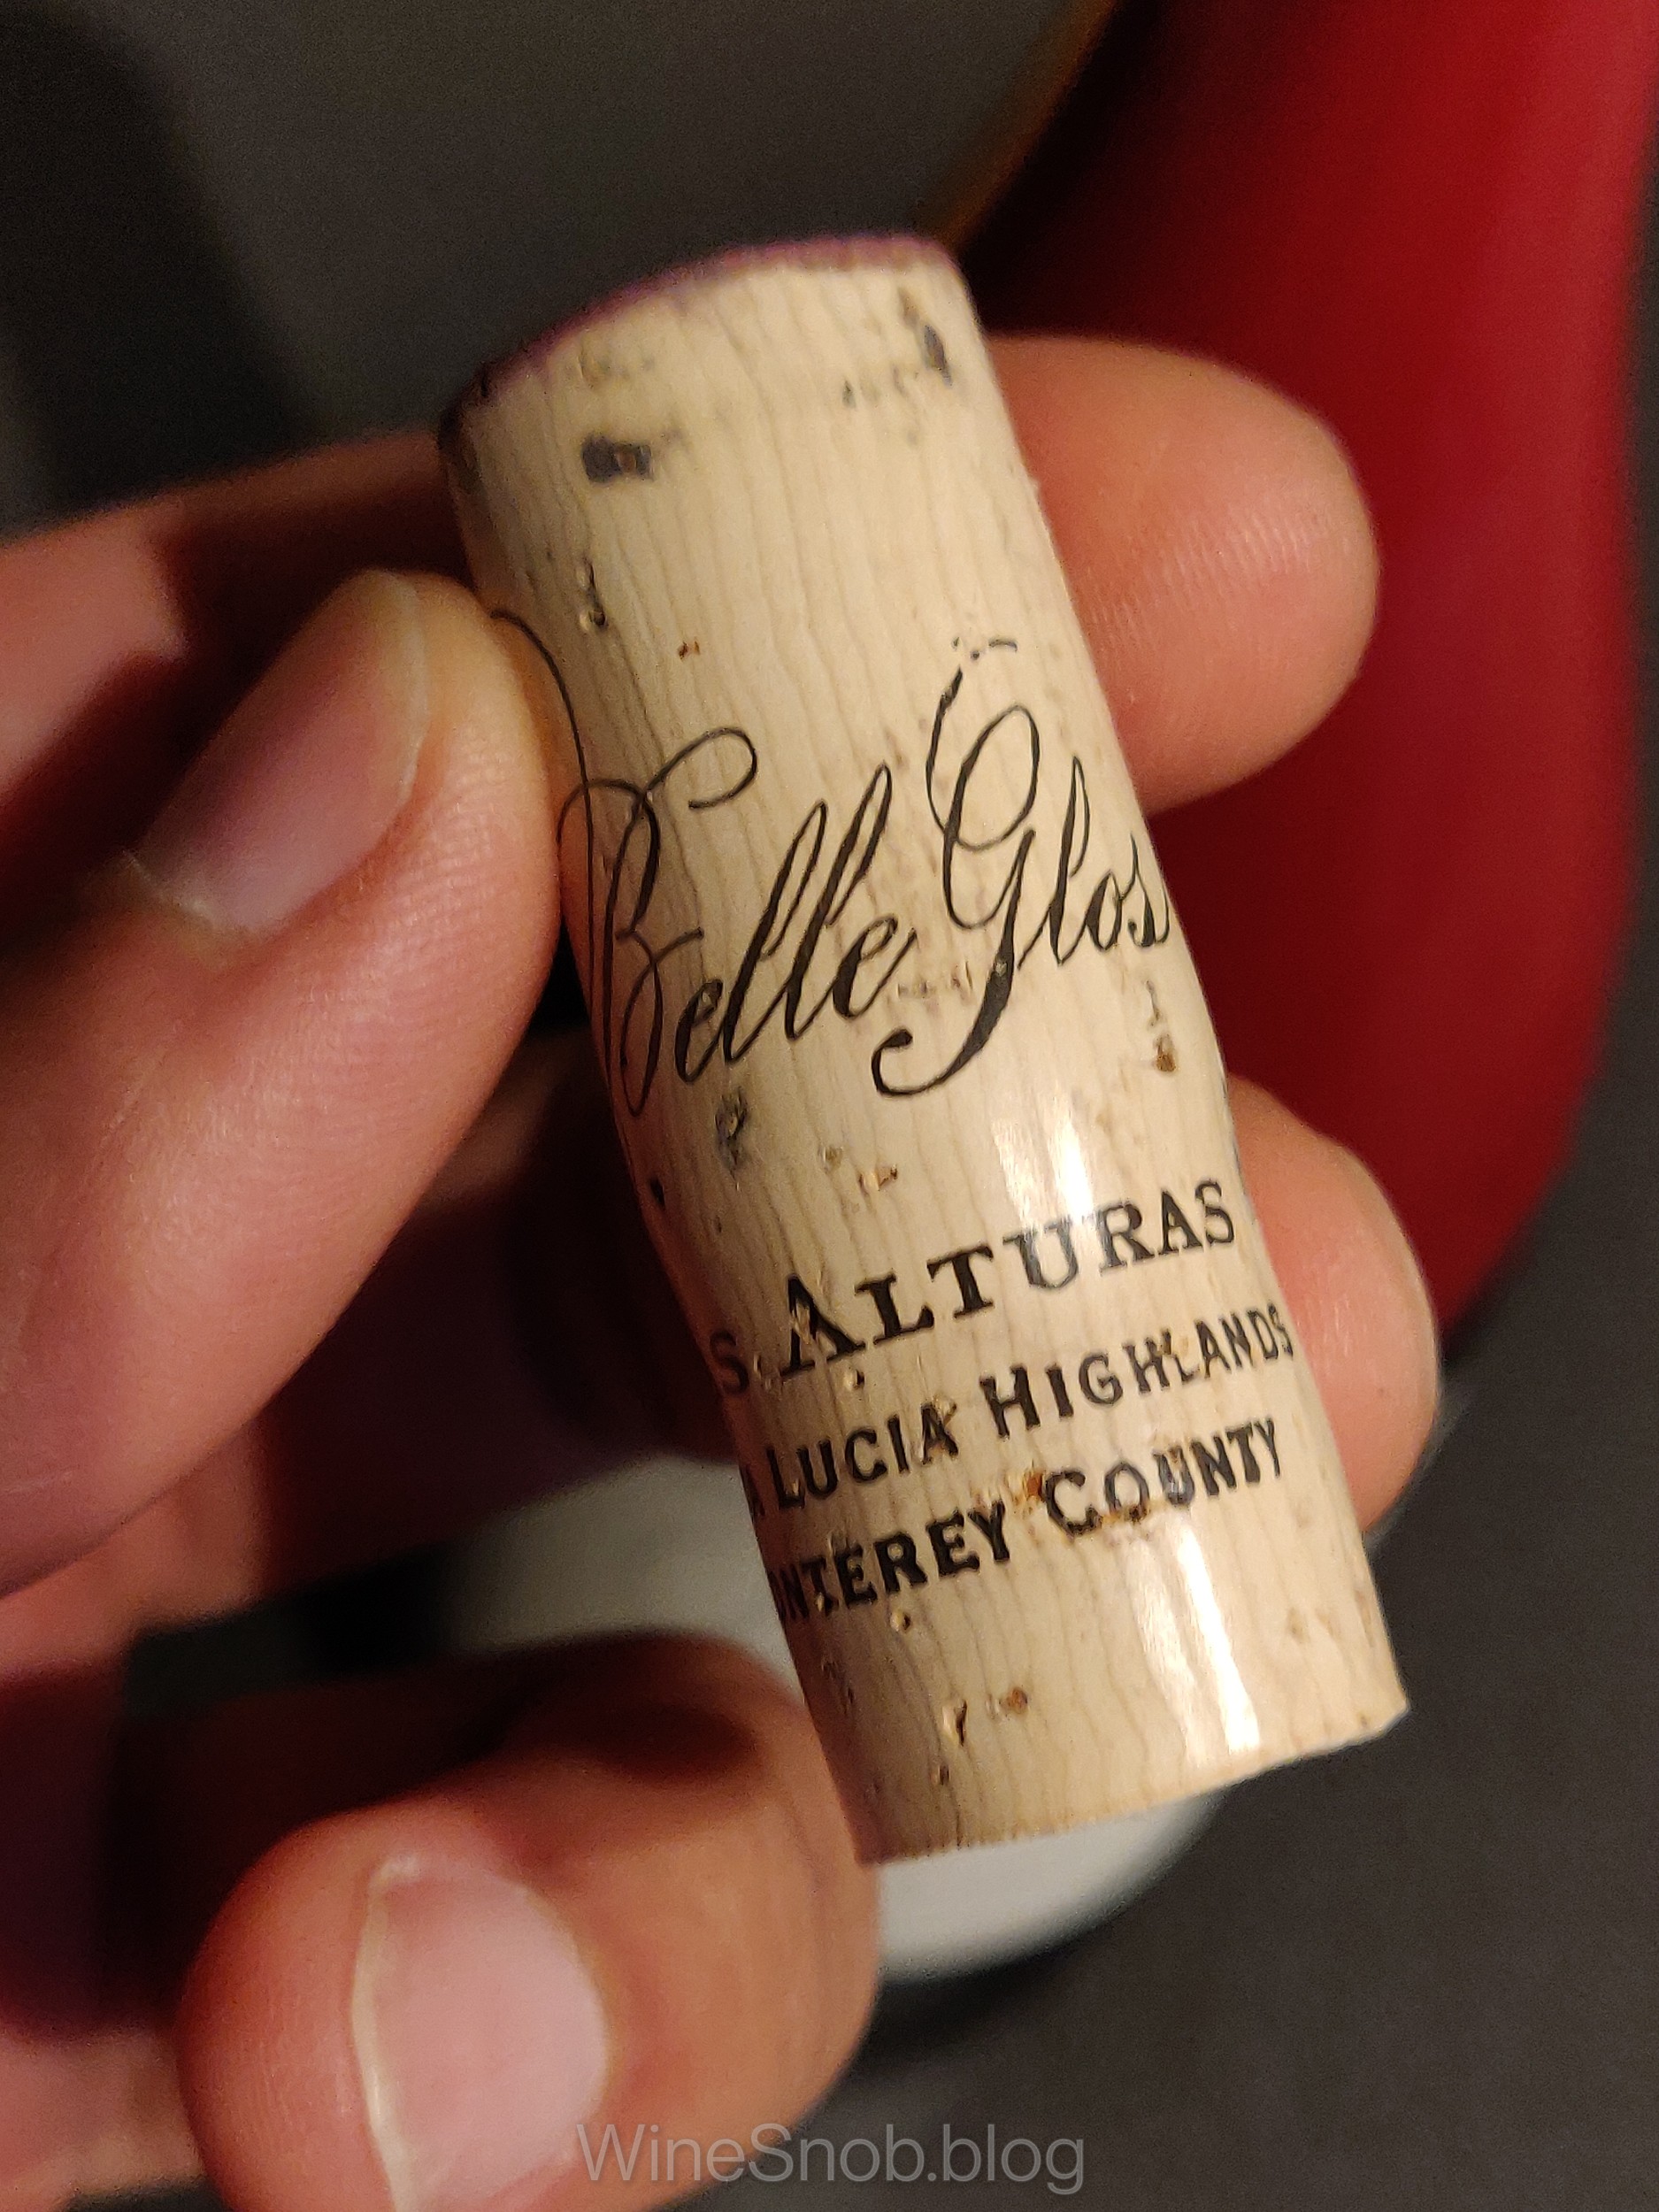 Belle Glos
S ALTURAS
A LUCIA HIGHLANDS
ONTEREY COUNTY
WineSnob.blog